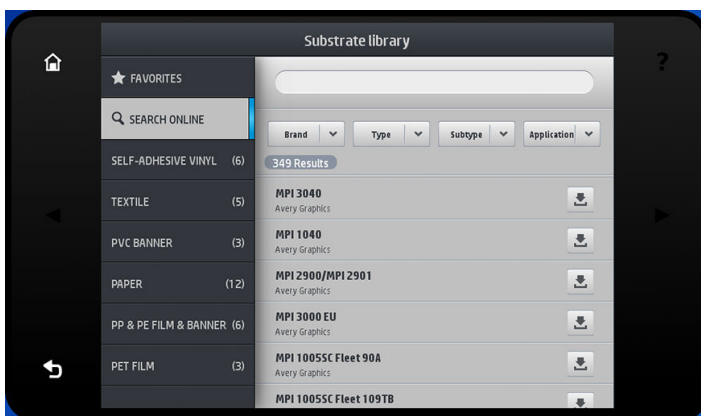 Substrate library
?
FAVORITES
SEARCH ONLINE
SELF-ADHESIVE VINYL (6)
TEXTILE (5)
PVC BANNER (3)
PAPER (12)
PP & PE FILM & BANNER (6)
PET FILM (3)
Brand Type Subtype Application
349 Results
MPI 3040
Avery Graphics
MPI 1040
Avery Graphics
MPI 2900/MPI 2901
Avery Graphics
MPI 3000 EU
Avery Graphics
MPI 1005SC Fleet 90A
Avery Graphics
MPI 1005SC Fleet 109TB